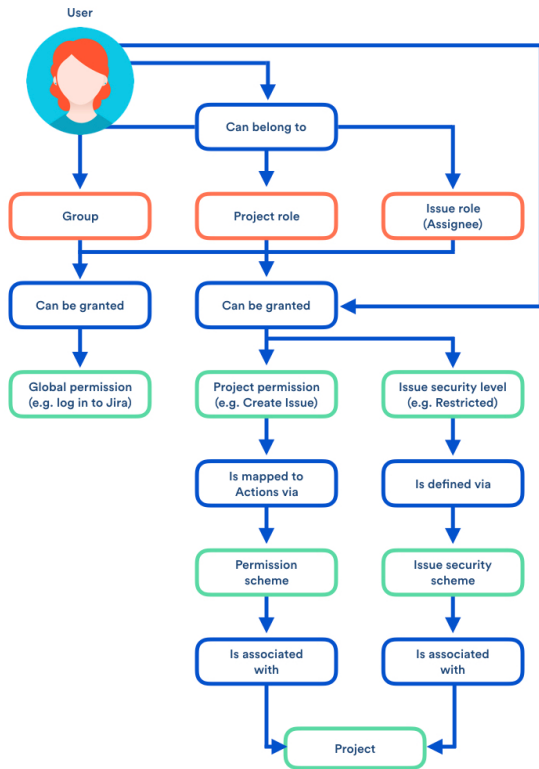 User
Can belong to
Group
Project role
Issue role
(Assignee)
Can be granted
Can be granted
Global permission
(e.g. log in to Jira)
Project permission
(e.g. Create Issue)
Issue security level
(e.g. Restricted)
Is mapped to
Actions via
Is defined via
Permission
scheme
Issue security
scheme
Is associated
with
Is associated
with
Project